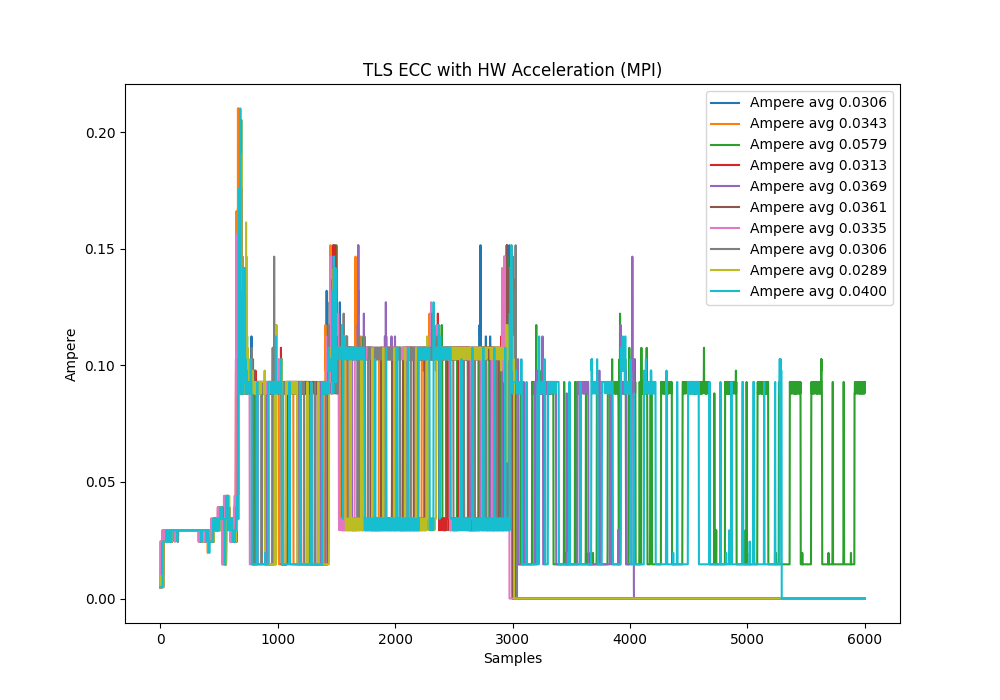 TLS ECC with HW Acceleration (MPI)
Ampere avg 0.0306
Ampere avg 0.0343
Ampere avg 0.0579
Ampere avg 0.0313
Ampere avg 0.0369
Ampere avg 0.0361
Ampere avg 0.0335
Ampere avg 0.0306
Ampere avg 0.0289
Ampere avg 0.0400
0.20
0.15
0.10
0.05
0.00
Ampere
0 1000 2000 3000 4000 5000 6000
Samples